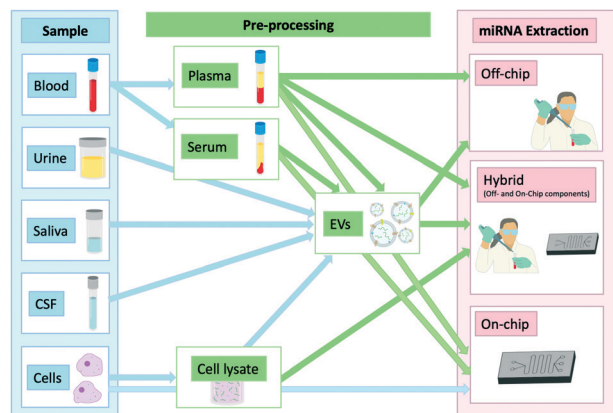 Sample
Pre-processing
miRNA Extraction
Blood
Plasma
Off-chip
Urine
Serum
Hybrid
(Off- and On-Chip components)
Saliva
EVs
CSF
On-chip
Cells
Cell lysate